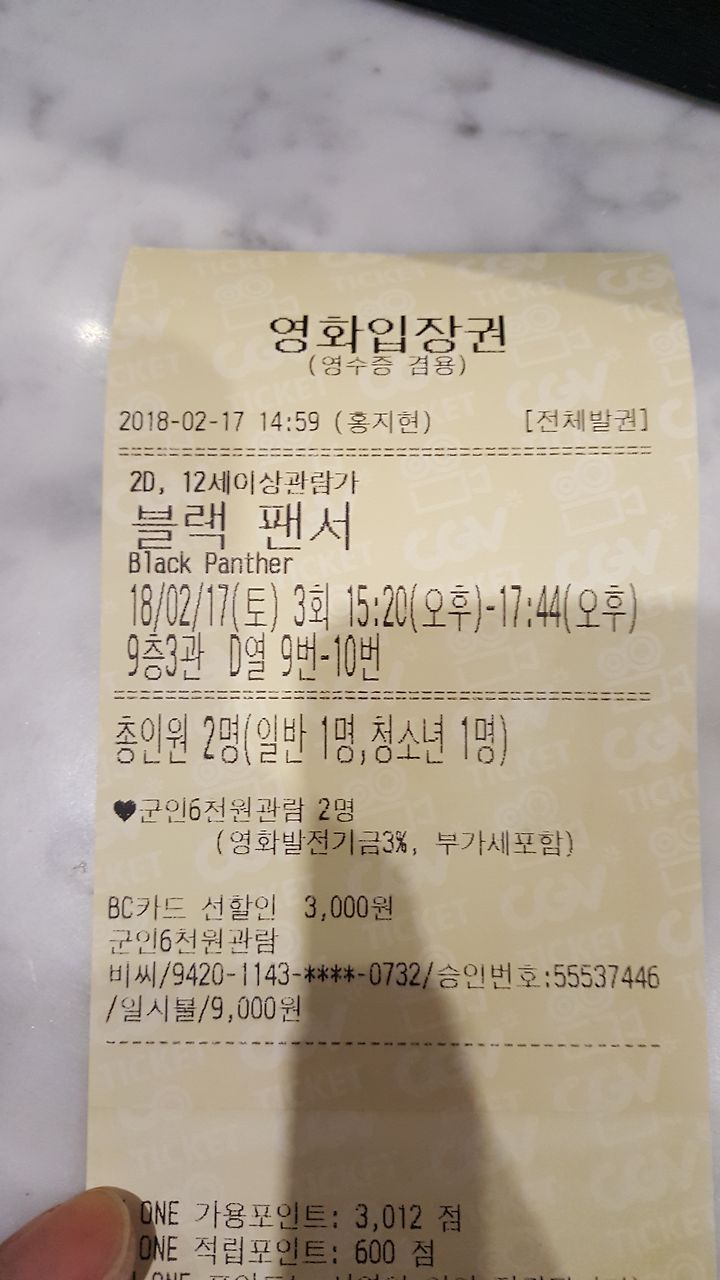 영화입장권
(영수증 겸용)
2018-02-17 14:59 (홍지현) [전체발권]
2D, 12세이상관람가
블랙 팬서
Black Panther
18/02/17(토) 3회 15:20(오후)-17:44(오후)
9층3관 D열 9번-10번
총인원 2명(일반 1명,청소년 1명)
♥군인6천원관람 2명
(영화발전기금3%, 부가세포함)
BC카드 선할인 3,000원
군인6천원관람
비씨/9420-1143-****-0732/승인번호:55537446
/일시불/9,000원
ONE 가용포인트: 3,012 점
ONE 적립포인트: 600 점